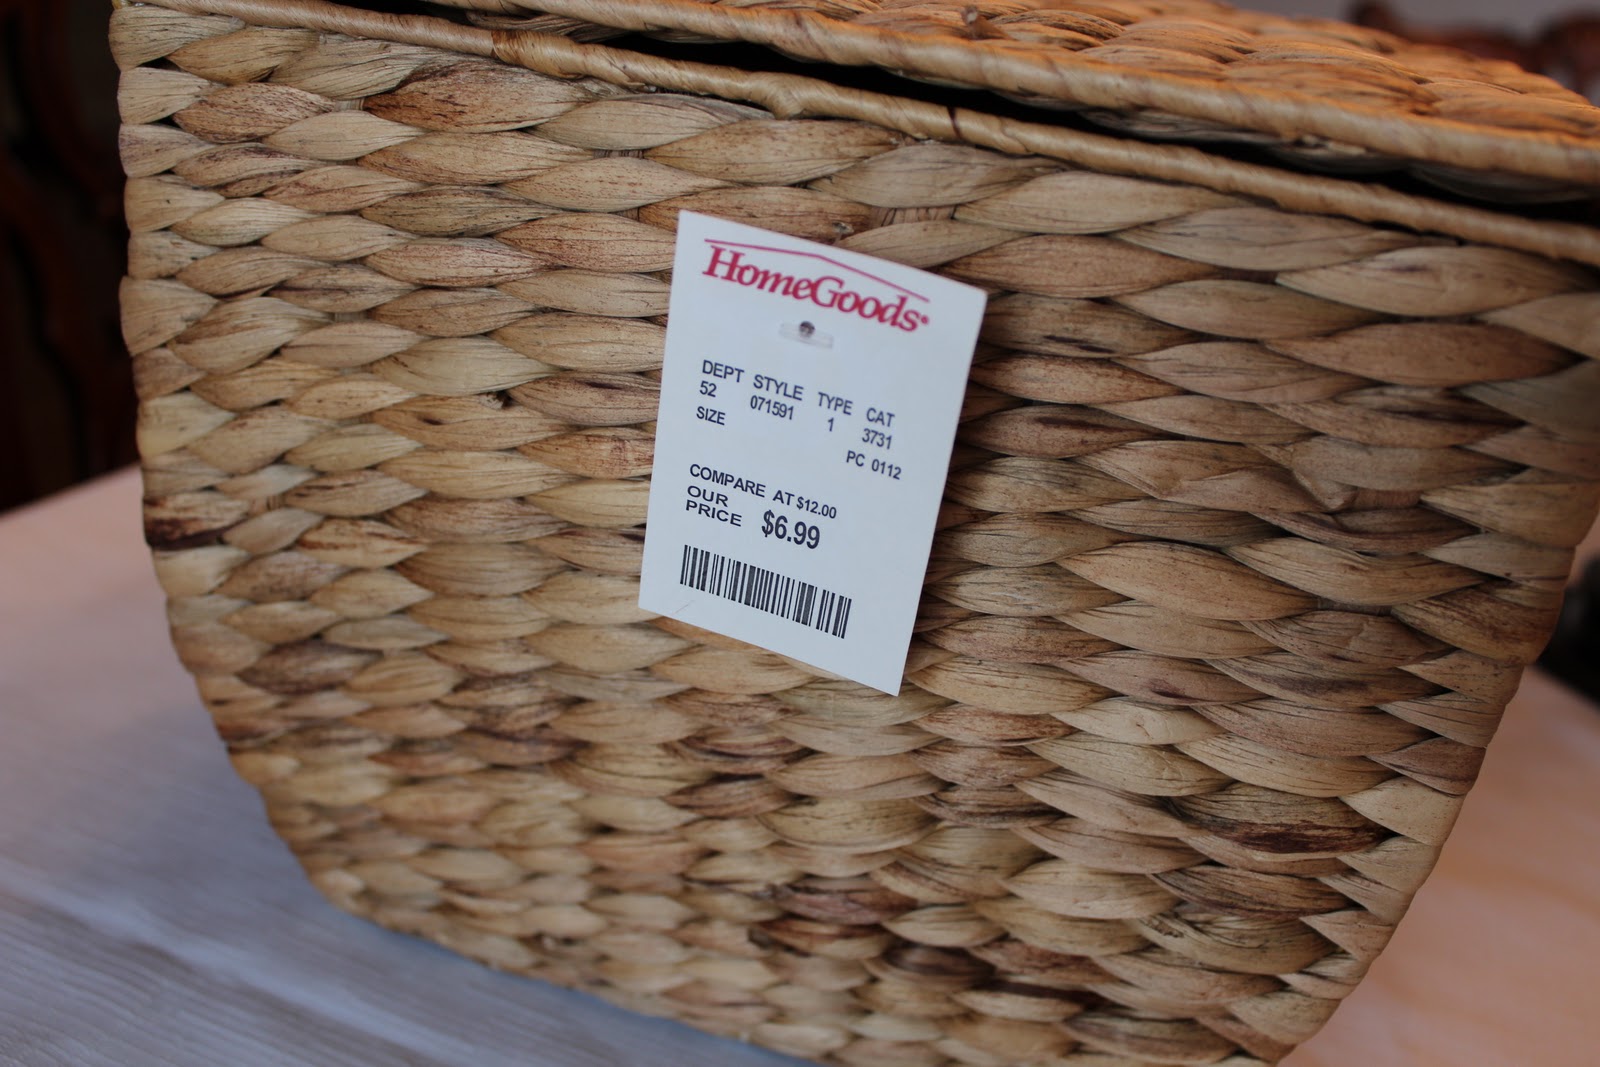 HomeGoods®
DEPT STYLE TYPE CAT
52 071591 1 3731
SIZE
PC 0112
COMPARE AT $12.00
OUR
PRICE $6.99